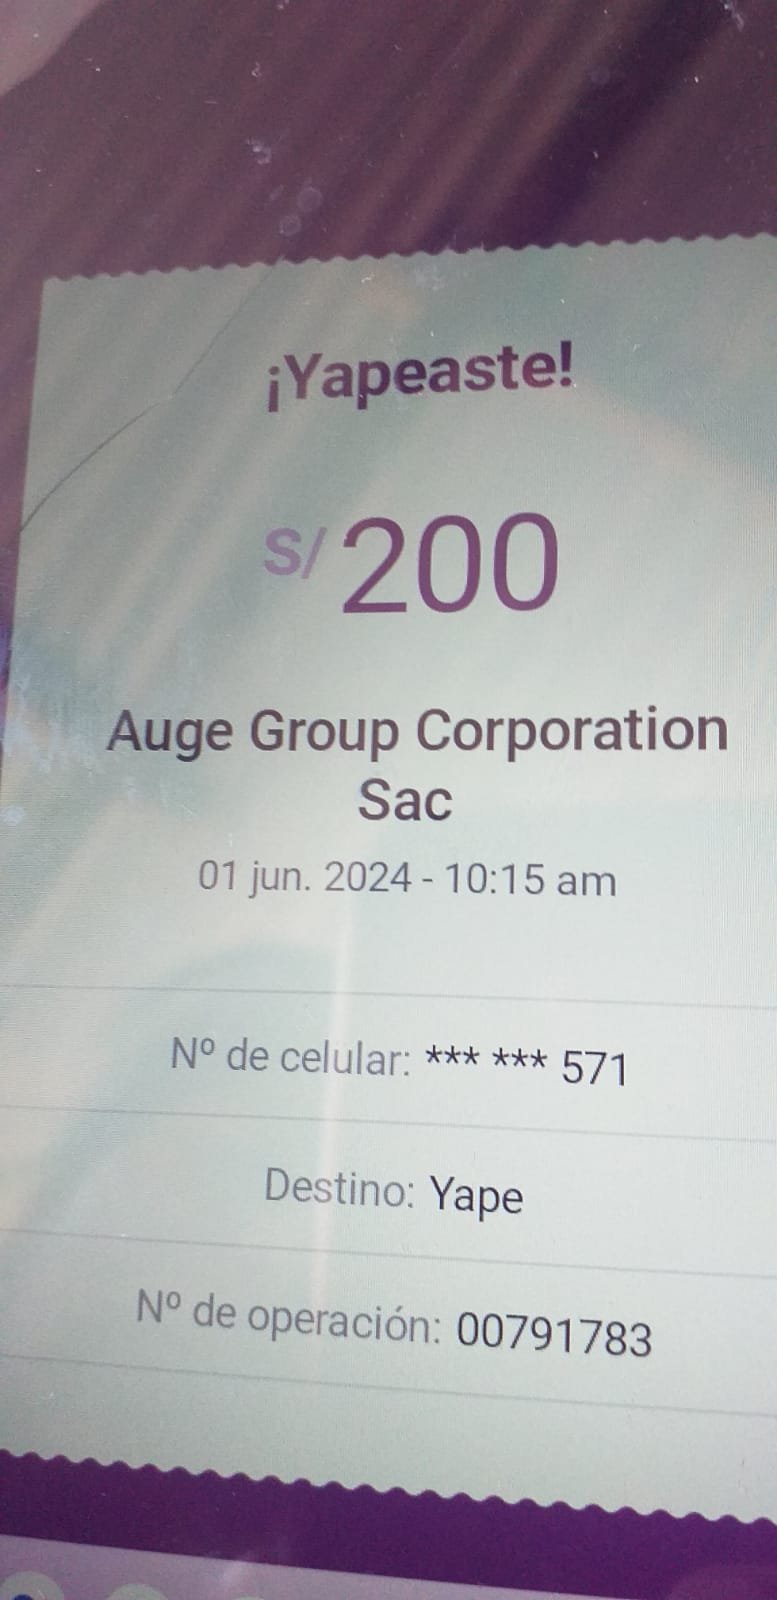 ¡Yapeaste!
S/200
Auge Group Corporation
Sac
01 jun. 2024 - 10:15 am
Nº de celular: *** *** 571
Destino: Yape
Nº de operación: 00791783